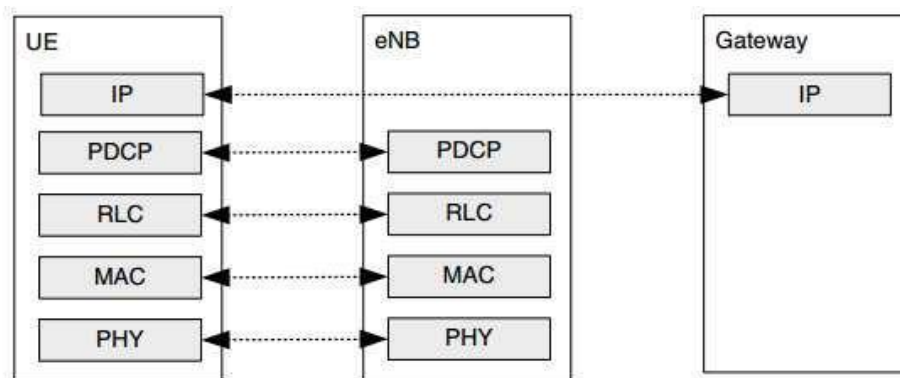 UE
eNB
Gateway
IP
IP
PDCP
PDCP
RLC
RLC
MAC
MAC
PHY
PHY